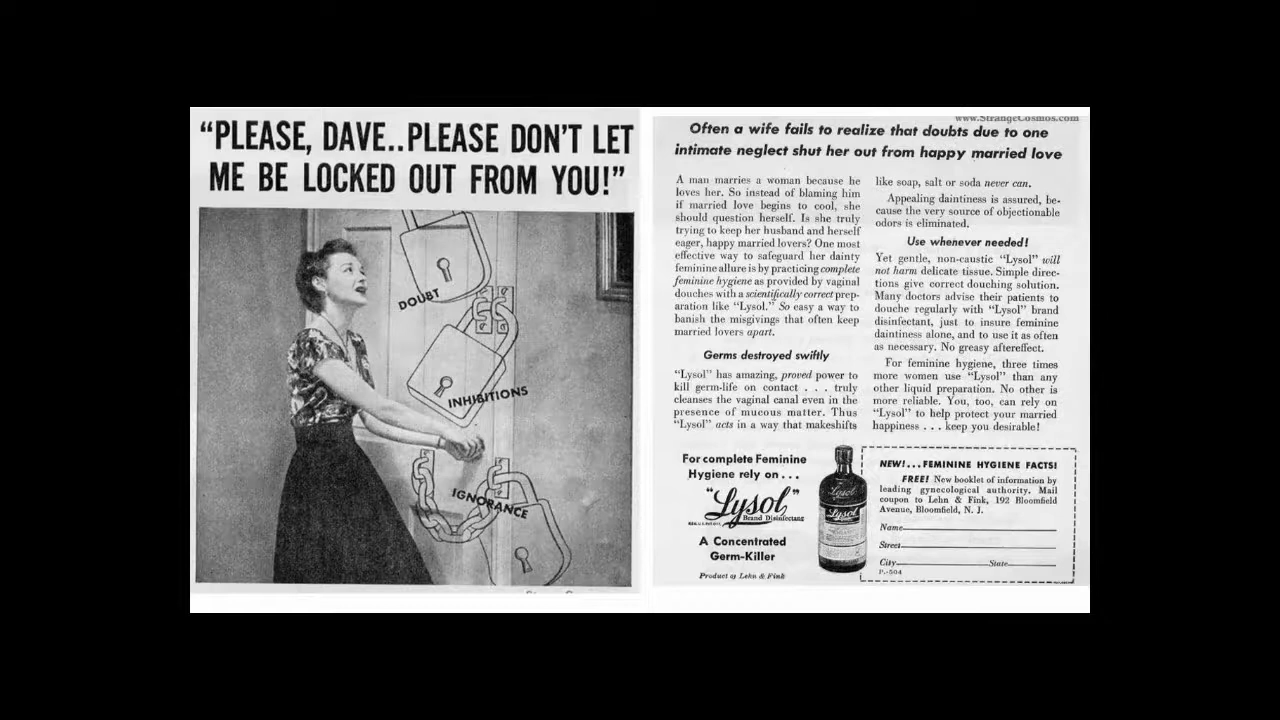 “PLEASE, DAVE..PLEASE DON’T LET
ME BE LOCKED OUT FROM YOU!”
DOUBT
INHIBITIONS
IGNORANCE
www.StrangeCosmos.com
Often a wife fails to realize that doubts due to one
intimate neglect shut her out from happy married love
A man marries a woman because he
loves her. So instead of blaming him
if married love begins to cool, she
should question herself. Is she truly
trying to keep her husband and herself
eager, happy married lovers? One most
effective way to safeguard her dainty
feminine allure is by practicing complete
feminine hygiene as provided by vaginal
douches with a scientifically correct prep-
aration like “Lysol.” So easy a way to
banish the misgivings that often keep
married lovers apart.
Germs destroyed swiftly
“Lysol” has amazing, proved power to
kill germ-life on contact . . . truly
cleanses the vaginal canal even in the
presence of mucous matter. Thus
“Lysol” acts in a way that makeshifts
like soap, salt or soda never can.
Appealing daintiness is assured, be-
cause the very source of objectionable
odors is eliminated.
Use whenever needed!
Yet gentle, non-caustic “Lysol” will
not harm delicate tissue. Simple direc-
tions give correct douching solution.
Many doctors advise their patients to
douche regularly with “Lysol” brand
disinfectant, just to insure feminine
daintiness alone, and to use it as often
as necessary. No greasy aftereffect.
For feminine hygiene, three times
more women use “Lysol” than any
other liquid preparation. No other is
more reliable. You, too, can rely on
“Lysol” to help protect your married
happiness . . . keep you desirable!
For complete Feminine
Hygiene rely on . . .
“Lysol”
Brand Disinfectant
A Concentrated
Germ-Killer
Product of Lehn & Fink
Lysol
Lysol
NEW!...FEMININE HYGIENE FACTS!
FREE! New booklet of information by
leading gynecological authority. Mail
coupon to Lehn & Fink, 192 Bloomfield
Avenue, Bloomfield, N. J.
Name
Street
City State
P.-504